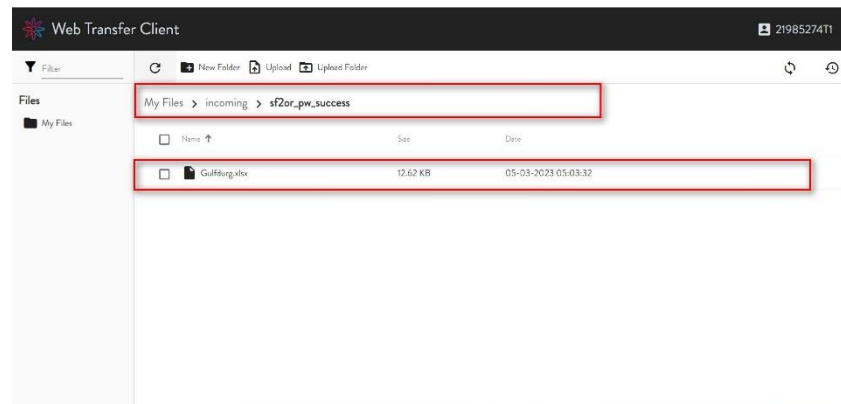 Web Transfer Client
21985274T1
Filter
New Folder Upload Upload Folder
Files
My Files
My Files > incoming > sf2or_pw_success
Name Size Date
Gulfdurg.xlsx 12.62 KB 05-03-2023 05:03:32